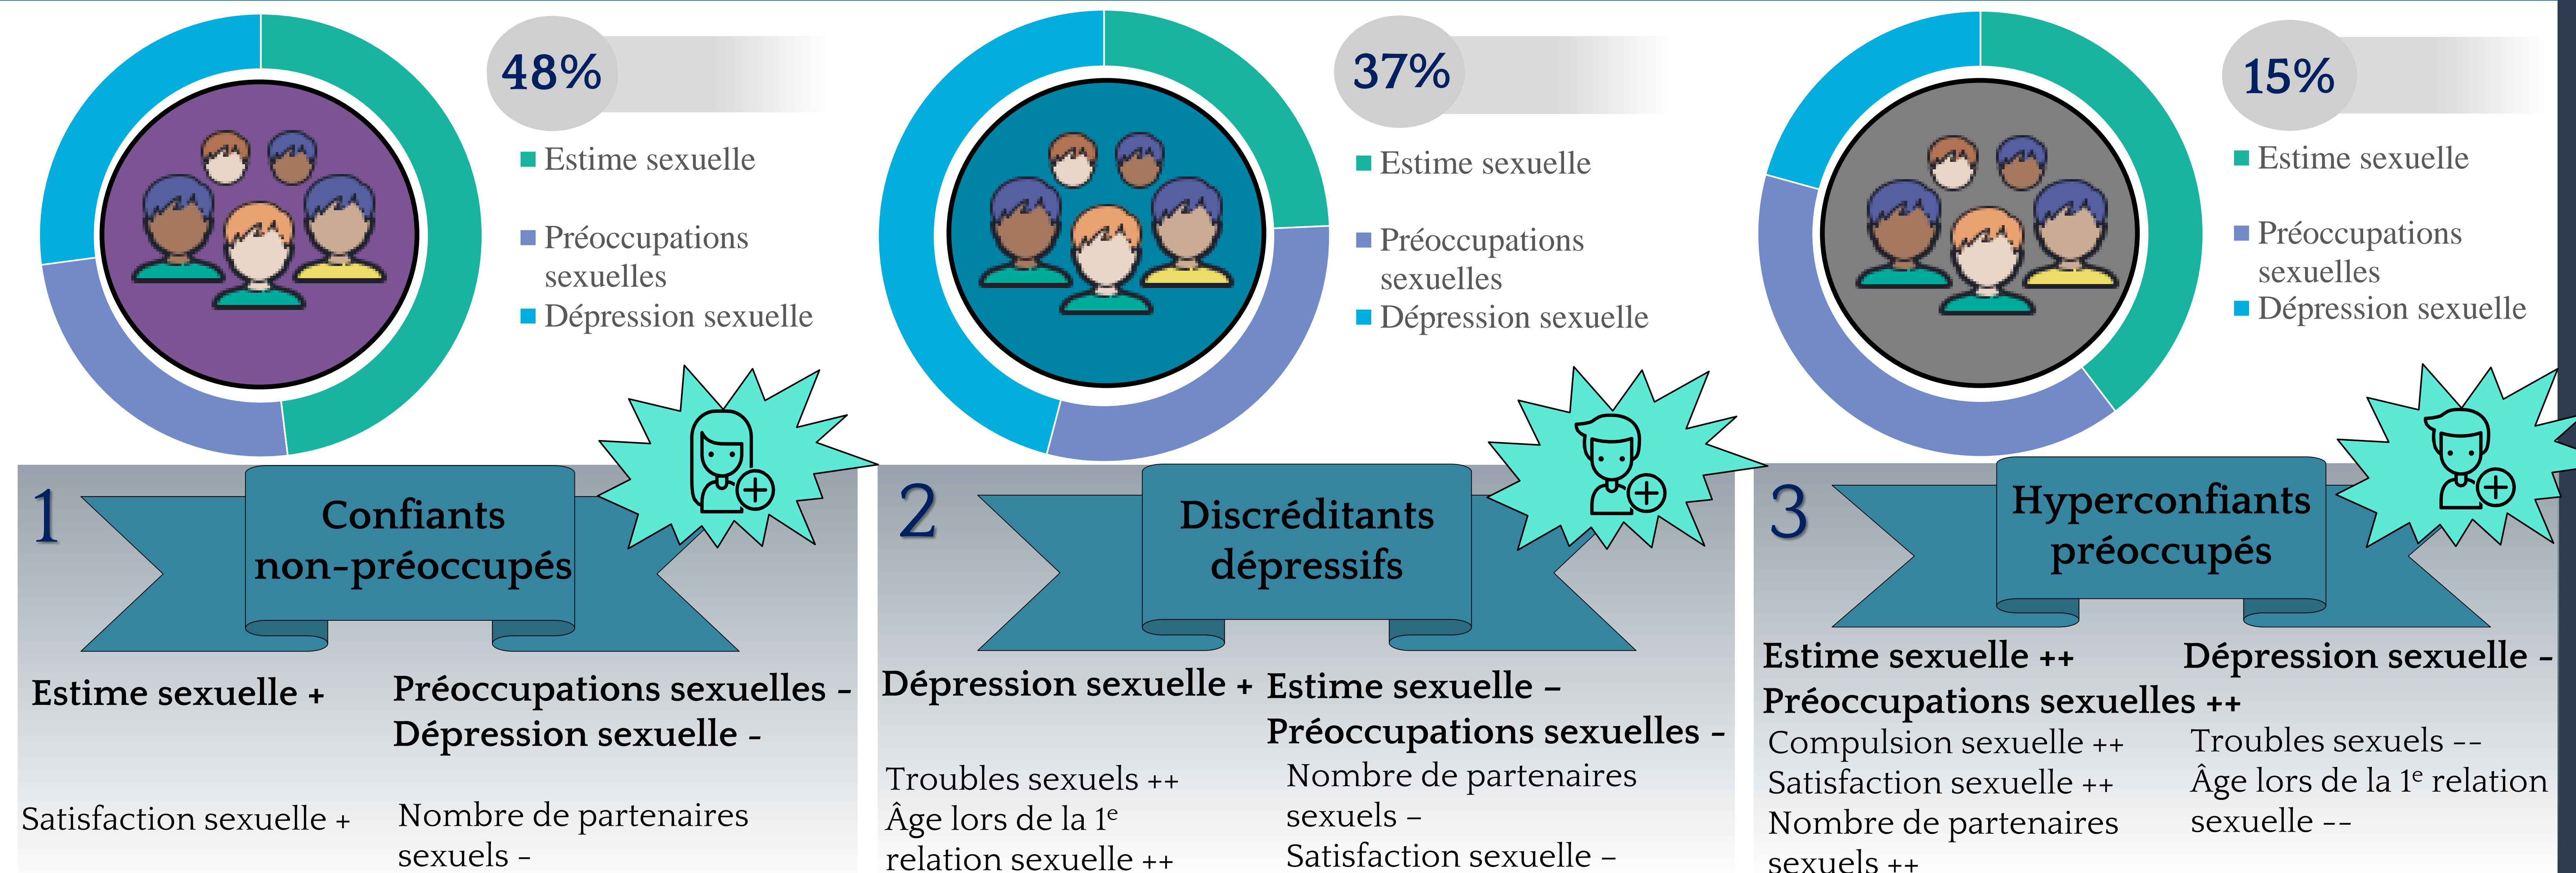 48%
Estime sexuelle
Préoccupations
sexuelles
Dépression sexuelle
37%
Estime sexuelle
Préoccupations
sexuelles
Dépression sexuelle
15%
Estime sexuelle
Préoccupations
sexuelles
Dépression sexuelle
1
Confiants
non-préoccupés
Estime sexuelle +
Préoccupations sexuelles -
Dépression sexuelle -
Satisfaction sexuelle +
Nombre de partenaires
sexuels -
2
Discréditants
dépressifs
Dépression sexuelle +
Estime sexuelle –
Préoccupations sexuelles -
Troubles sexuels ++
Âge lors de la 1ᵉ
relation sexuelle ++
Nombre de partenaires
sexuels –
Satisfaction sexuelle –
3
Hyperconfiants
préoccupés
Estime sexuelle ++
Préoccupations sexuelles ++
Dépression sexuelle -
Compulsion sexuelle ++
Satisfaction sexuelle ++
Nombre de partenaires
sexuels ++
Troubles sexuels --
Âge lors de la 1ᵉ relation
sexuelle --